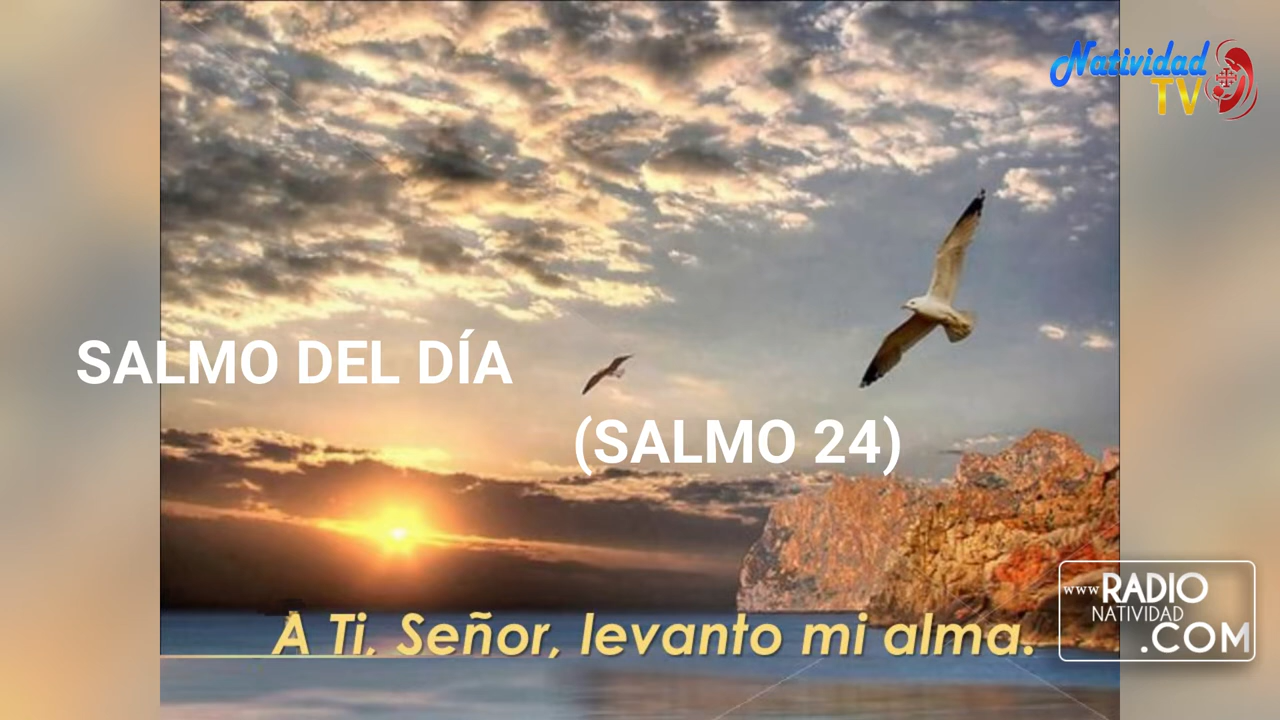 Natividad
TV
SALMO DEL DÍA
(SALMO 24)
A Ti, Señor, levanto mi alma.
www RADIO
NATIVIDAD
.COM